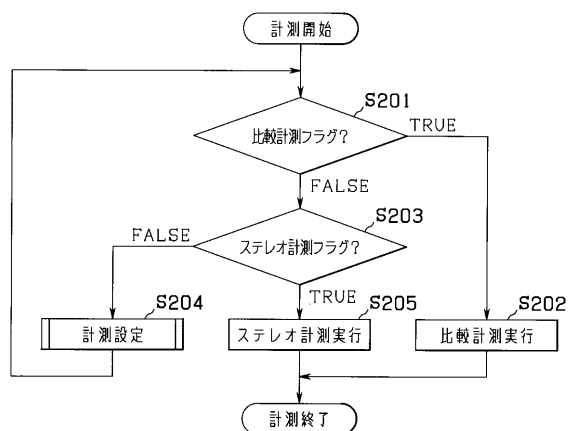 計測開始
S201
比較計測フラグ?
TRUE
FALSE
S203
ステレオ計測フラグ?
FALSE
TRUE
S204
計測設定
S205
ステレオ計測実行
S202
比較計測実行
計測終了